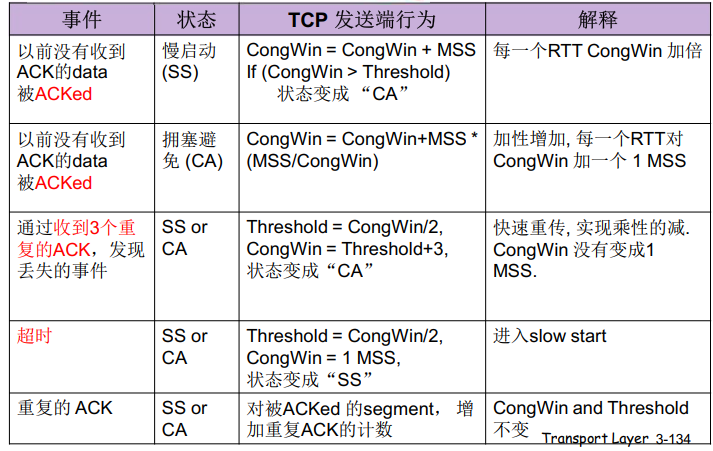 事件 状态 TCP 发送端行为 解释
以前没有收到
ACK的data
被ACKed
慢启动
(SS)
CongWin = CongWin + MSS
If (CongWin > Threshold)
状态变成 “CA”
每一个RTT CongWin 加倍
以前没有收到
ACK的data
被ACKed
拥塞避
免 (CA)
CongWin = CongWin+MSS *
(MSS/CongWin)
加性增加, 每一个RTT对
CongWin 加一个 1 MSS
通过收到3个重
复的ACK，发现
丢失的事件
SS or
CA
Threshold = CongWin/2,
CongWin = Threshold+3,
状态变成“CA”
快速重传, 实现乘性的减.
CongWin 没有变成1
MSS.
超时
SS or
CA
Threshold = CongWin/2,
CongWin = 1 MSS,
状态变成“SS”
进入slow start
重复的 ACK
SS or
CA
对被ACKed 的segment， 增
加重复ACK的计数
CongWin and Threshold
不变
Transport Layer 3-134